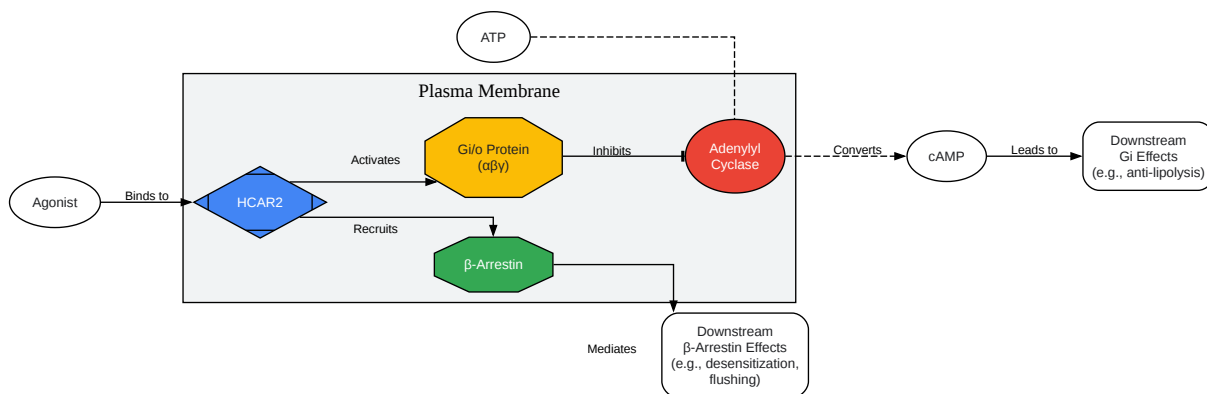 ATP
Plasma Membrane
Agonist
Binds to
HCAR2
Activates
Gi/o Protein
(αβγ)
Inhibits
Adenylyl
Cyclase
Converts
cAMP
Leads to
Downstream
Gi Effects
(e.g., anti-lipolysis)
Recruits
β-Arrestin
Mediates
Downstream
β-Arrestin Effects
(e.g., desensitization,
flushing)